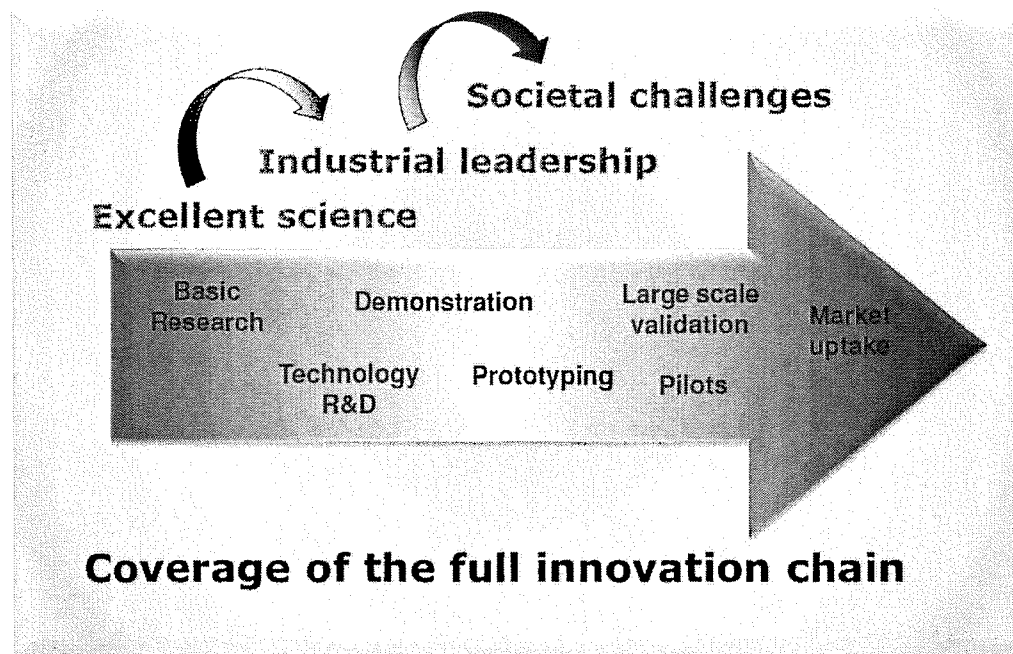 Societal challenges
Industrial leadership
Excellent science
Basic
Research
Demonstration
Large scale
validation
Market
uptake
Technology
R&D
Prototyping
Pilots
Coverage of the full innovation chain